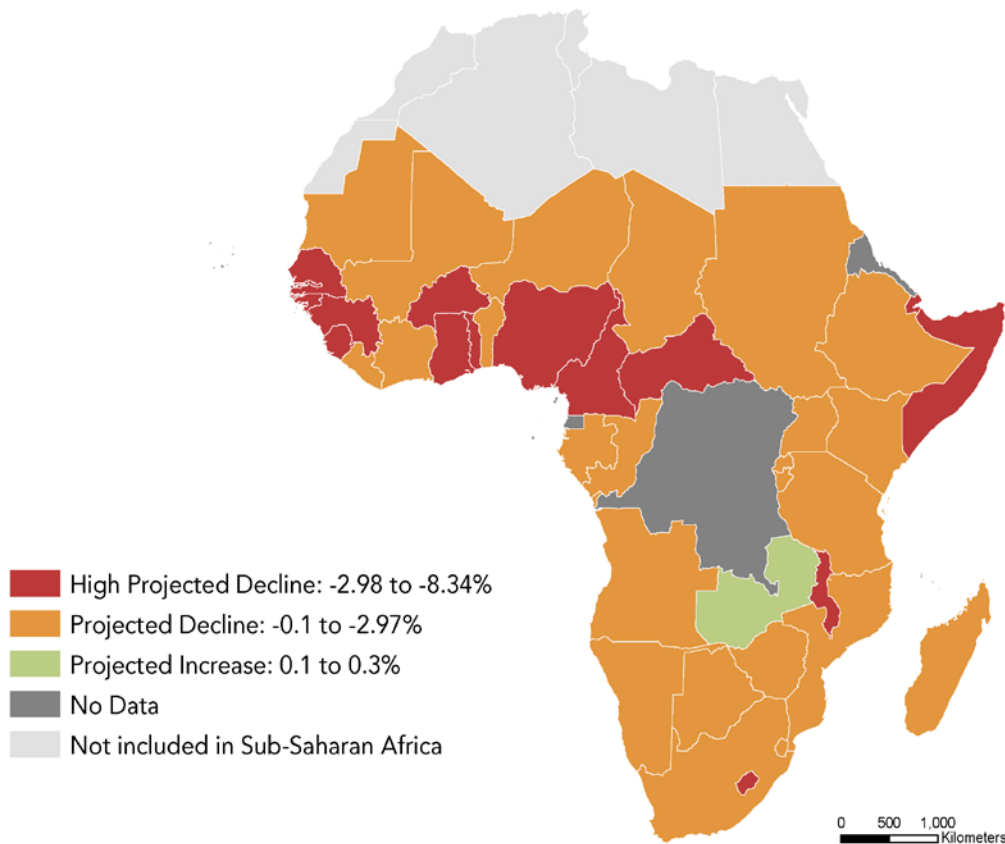 High Projected Decline: -2.98 to -8.34%
Projected Decline: -0.1 to -2.97%
Projected Increase: 0.1 to 0.3%
No Data
Not included in Sub-Saharan Africa
0 500 1,000
Kilometers